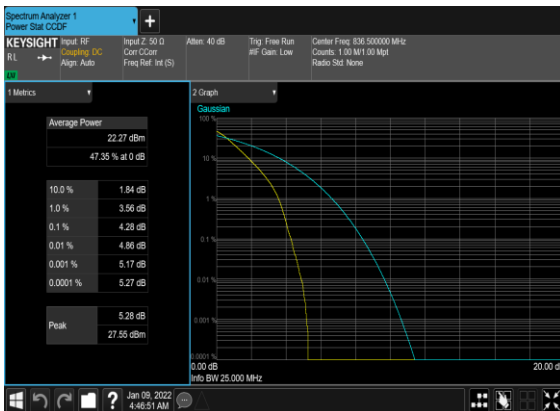 Spectrum Analyzer 1
Power Stat CCDF
KEYSIGHT
RL
Input: RF
Coupling: DC
Align: Auto
Input Z: 50 Ω
Corr CCorr
Freq Ref: Int (S)
Atten: 40 dB
Trig: Free Run
#IF Gain: Low
Center Freq: 836.500000 MHz
Counts: 1.00 M/1.00 Mpt
Radio Std: None
1 Metrics
Average Power
22.27 dBm
47.35 % at 0 dB
10.0 % 1.84 dB
1.0 % 3.56 dB
0.1 % 4.28 dB
0.01 % 4.86 dB
0.001 % 5.17 dB
0.0001 % 5.27 dB
Peak
5.28 dB
27.55 dBm
2 Graph
Gaussian
100 %
10 %
1 %
0.1 %
0.01 %
0.001 %
0.0001 %
0.00 dB
20.00 d
Info BW 25.000 MHz
Jan 09, 2022
4:46:51 AM
?